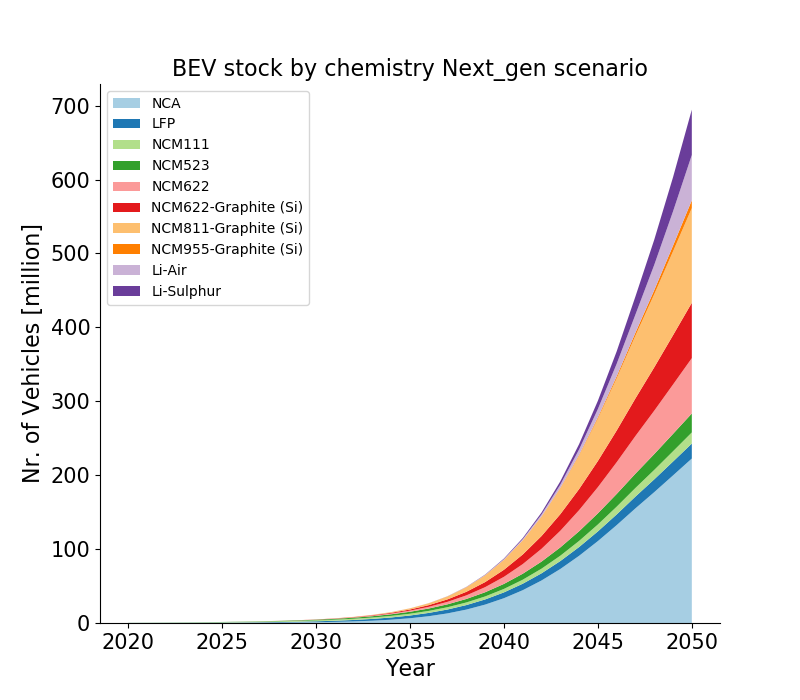 BEV stock by chemistry Next_gen scenario
NCA
LFP
NCM111
NCM523
NCM622
NCM622-Graphite (Si)
NCM811-Graphite (Si)
NCM955-Graphite (Si)
Li-Air
Li-Sulphur
Nr. of Vehicles [million]
700
600
500
400
300
200
100
0
2020 2025 2030 2035 2040 2045 2050
Year